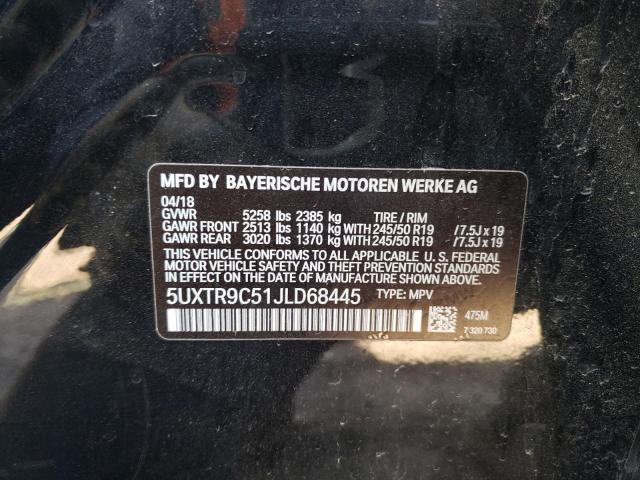 MFD BY BAYERISCHE MOTOREN WERKE AG
04/18
GVWR 5258 lbs 2385 kg TIRE / RIM
GAWR FRONT 2513 lbs 1140 kg WITH 245/50 R19 /7.5J x 19
GAWR REAR 3020 lbs 1370 kg WITH 245/50 R19 /7.5J x 19
THIS VEHICLE CONFORMS TO ALL APPLICABLE U. S. FEDERAL
MOTOR VEHICLE SAFETY AND THEFT PREVENTION STANDARDS
IN EFFECT ON THE DATE OF MANUFACTURE SHOWN ABOVE.
5UXTR9C51JLD68445 TYPE: MPV
475M
7 320 730